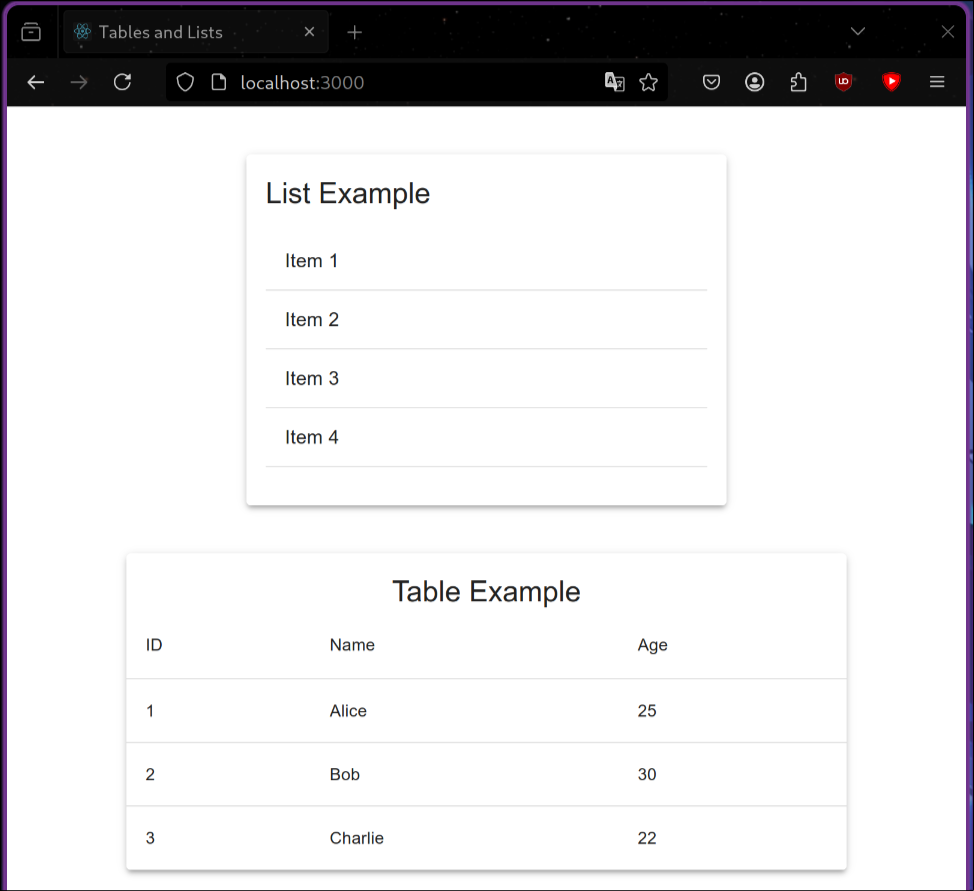 Tables and Lists
localhost:3000
List Example
Item 1
Item 2
Item 3
Item 4
Table Example
ID Name Age
1 Alice 25
2 Bob 30
3 Charlie 22